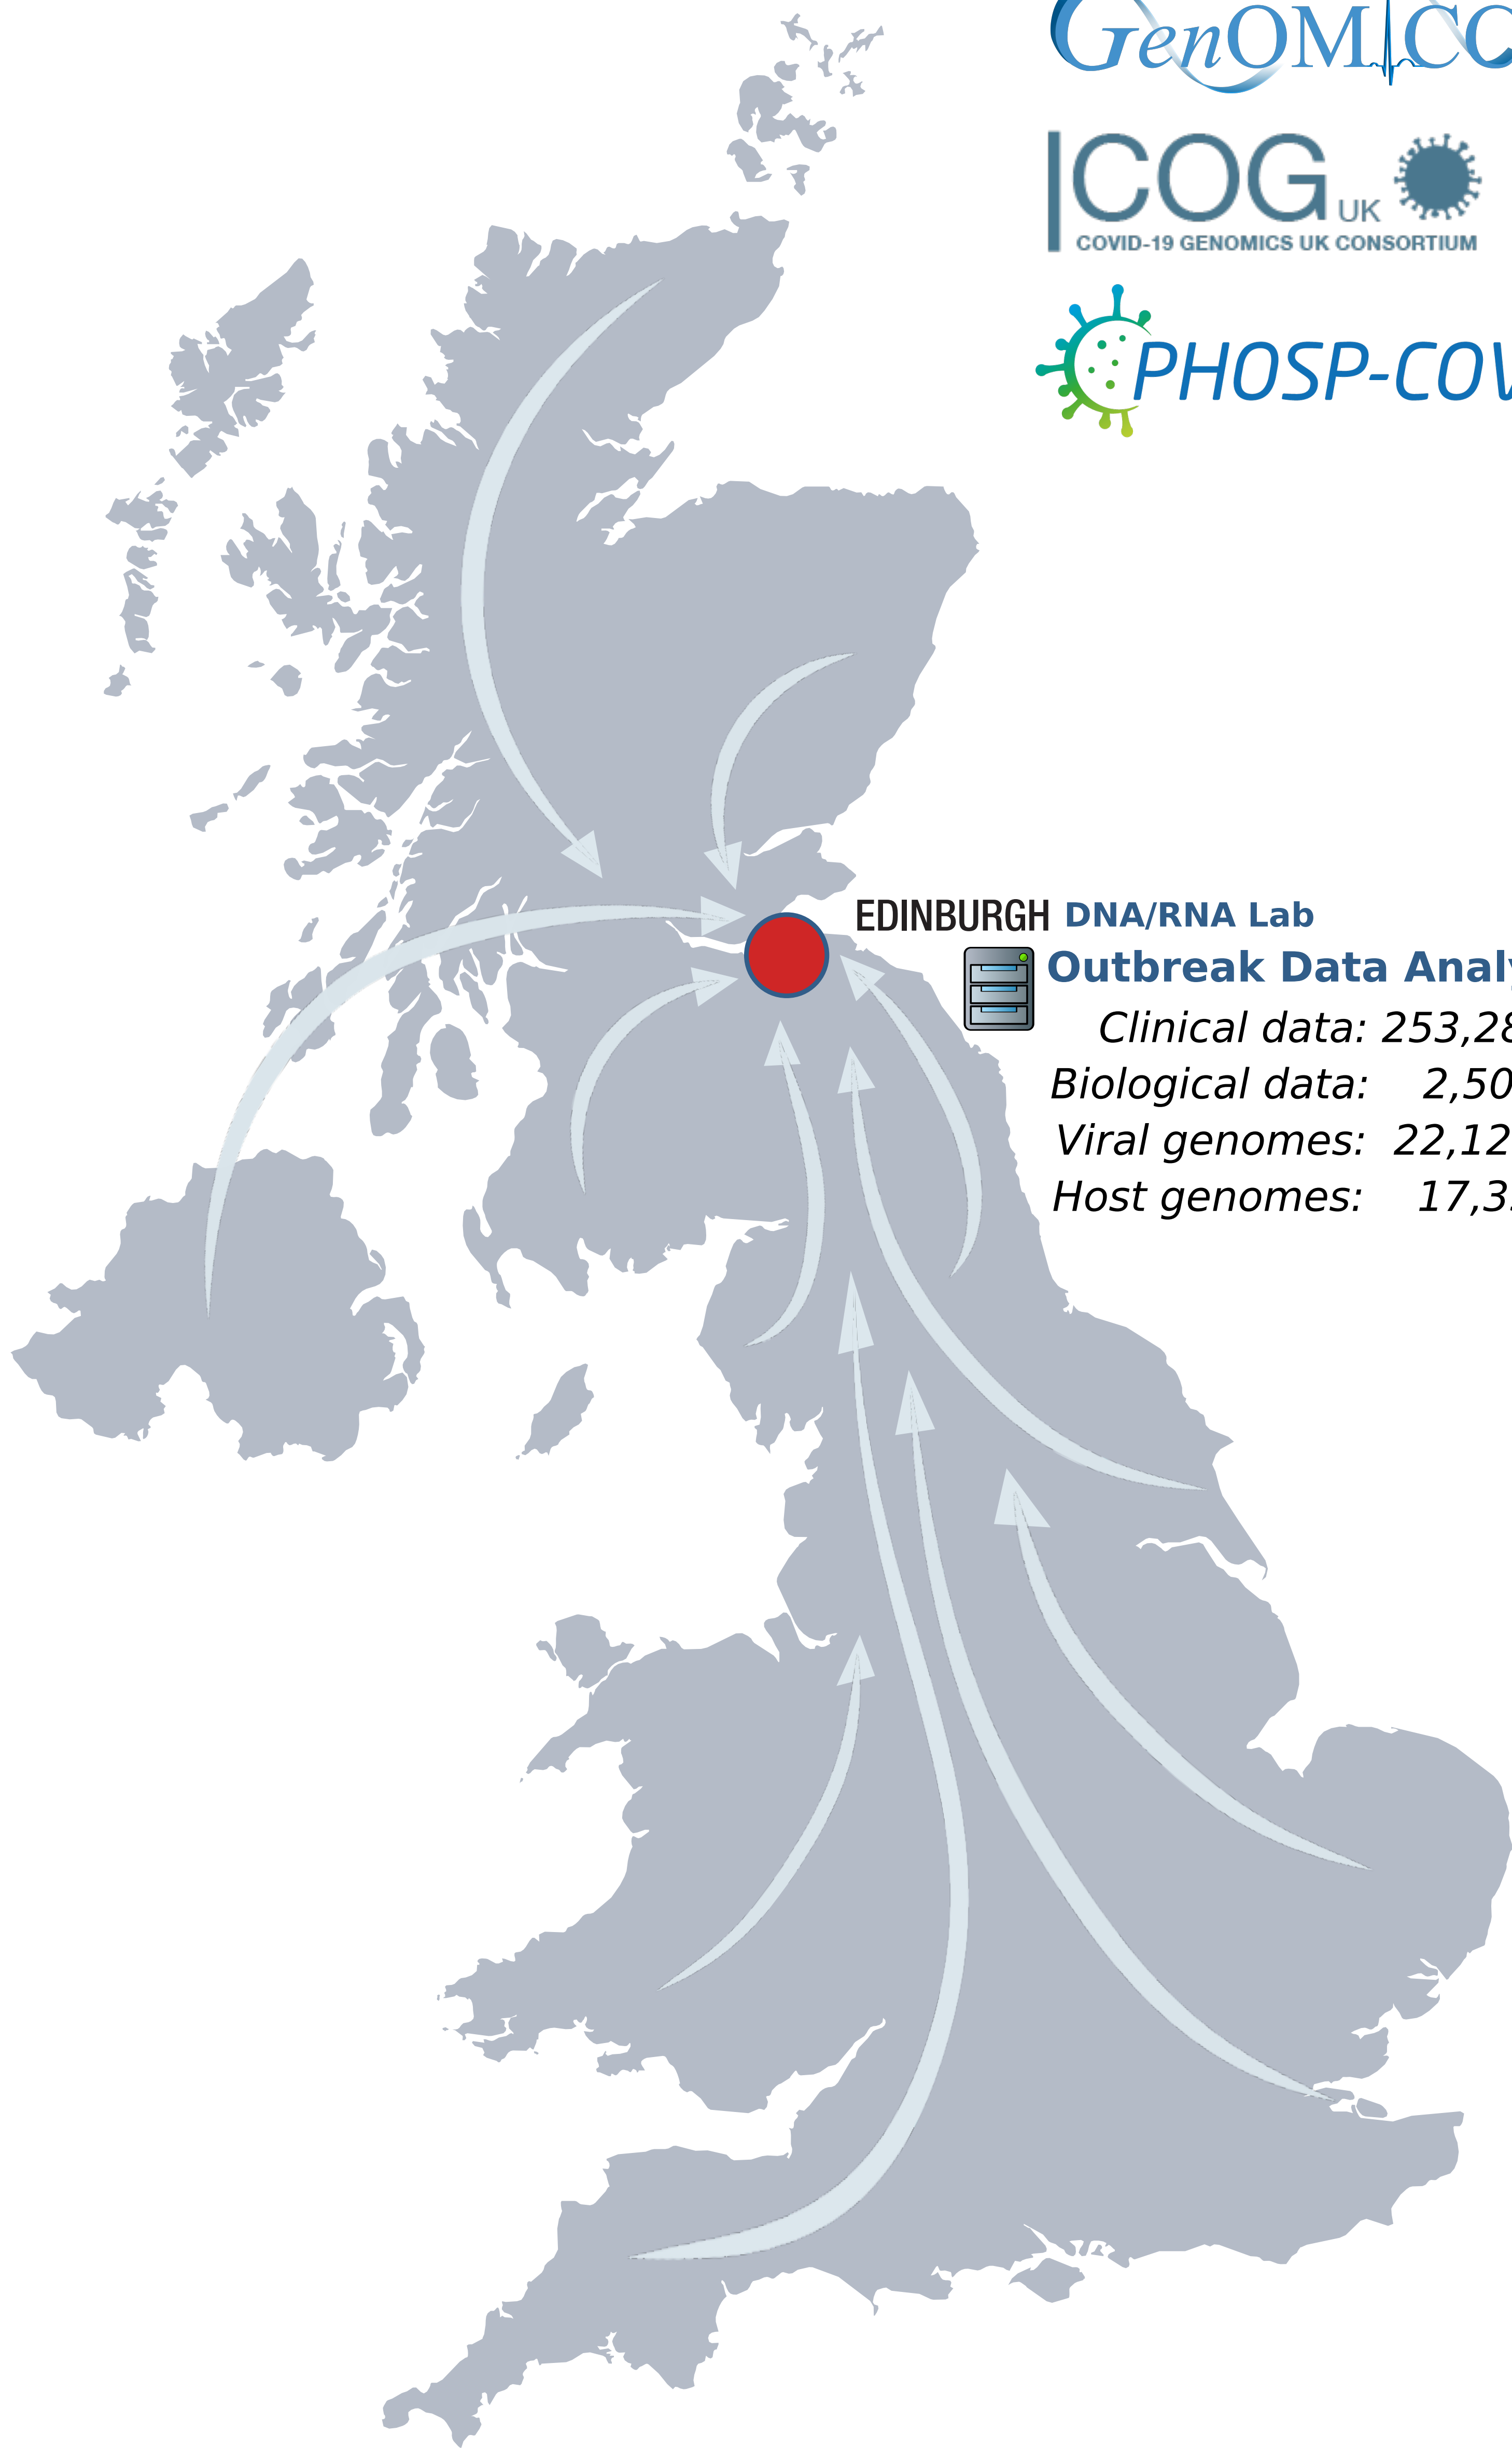 GenOMICC
COG UK
COVID-19 GENOMICS UK CONSORTIUM
PHOSP-COV
EDINBURGH DNA/RNA Lab
Outbreak Data Analy
Clinical data: 253,28
Biological data: 2,50
Viral genomes: 22,12
Host genomes: 17,3